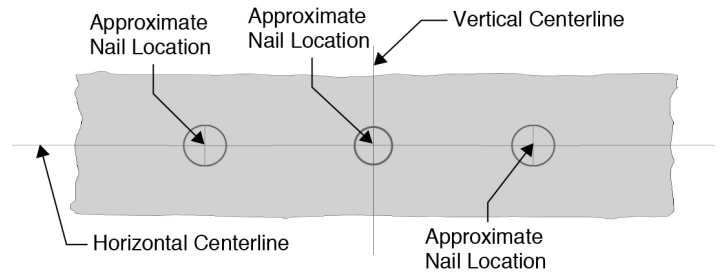 Approximate
Nail Location
Approximate
Nail Location
Vertical Centerline
Horizontal Centerline
Approximate
Nail Location